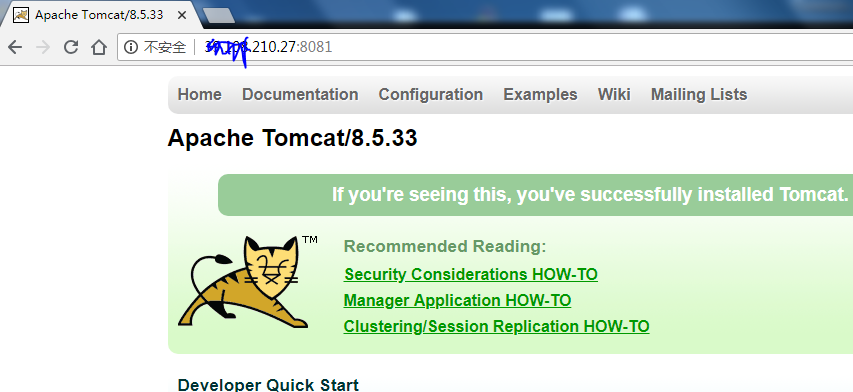 Apache Tomcat/8.5.33
不安全 .210.27:8081
Home Documentation Configuration Examples Wiki Mailing Lists
Apache Tomcat/8.5.33
If you're seeing this, you've successfully installed Tomcat.
TM
Recommended Reading:
Security Considerations HOW-TO
Manager Application HOW-TO
Clustering/Session Replication HOW-TO
Developer Quick Start